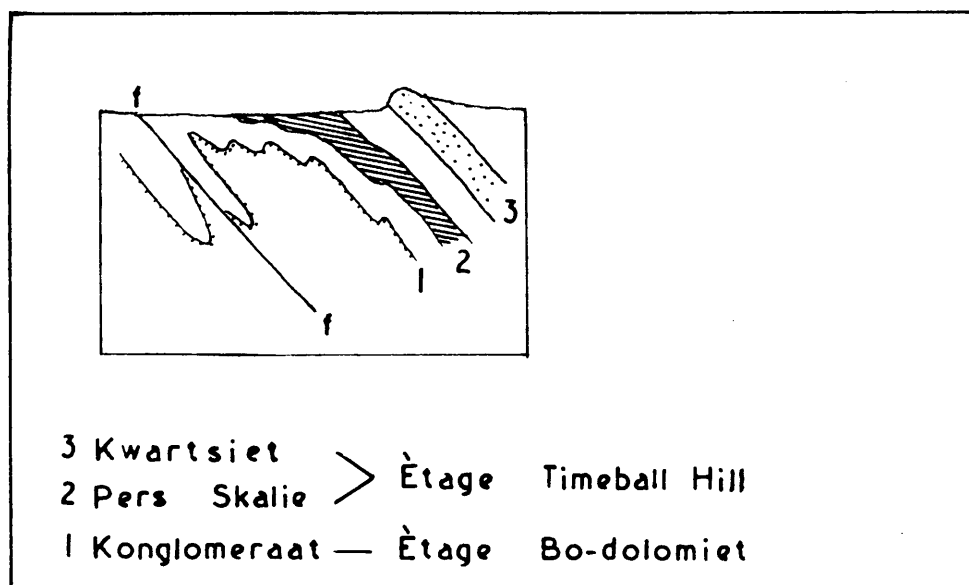 f
3
2
1
f
3 Kwartsiet
2 Pers Skalie
> Ètage Timeball Hill
1 Konglomeraat — Ètage Bo-dolomiet